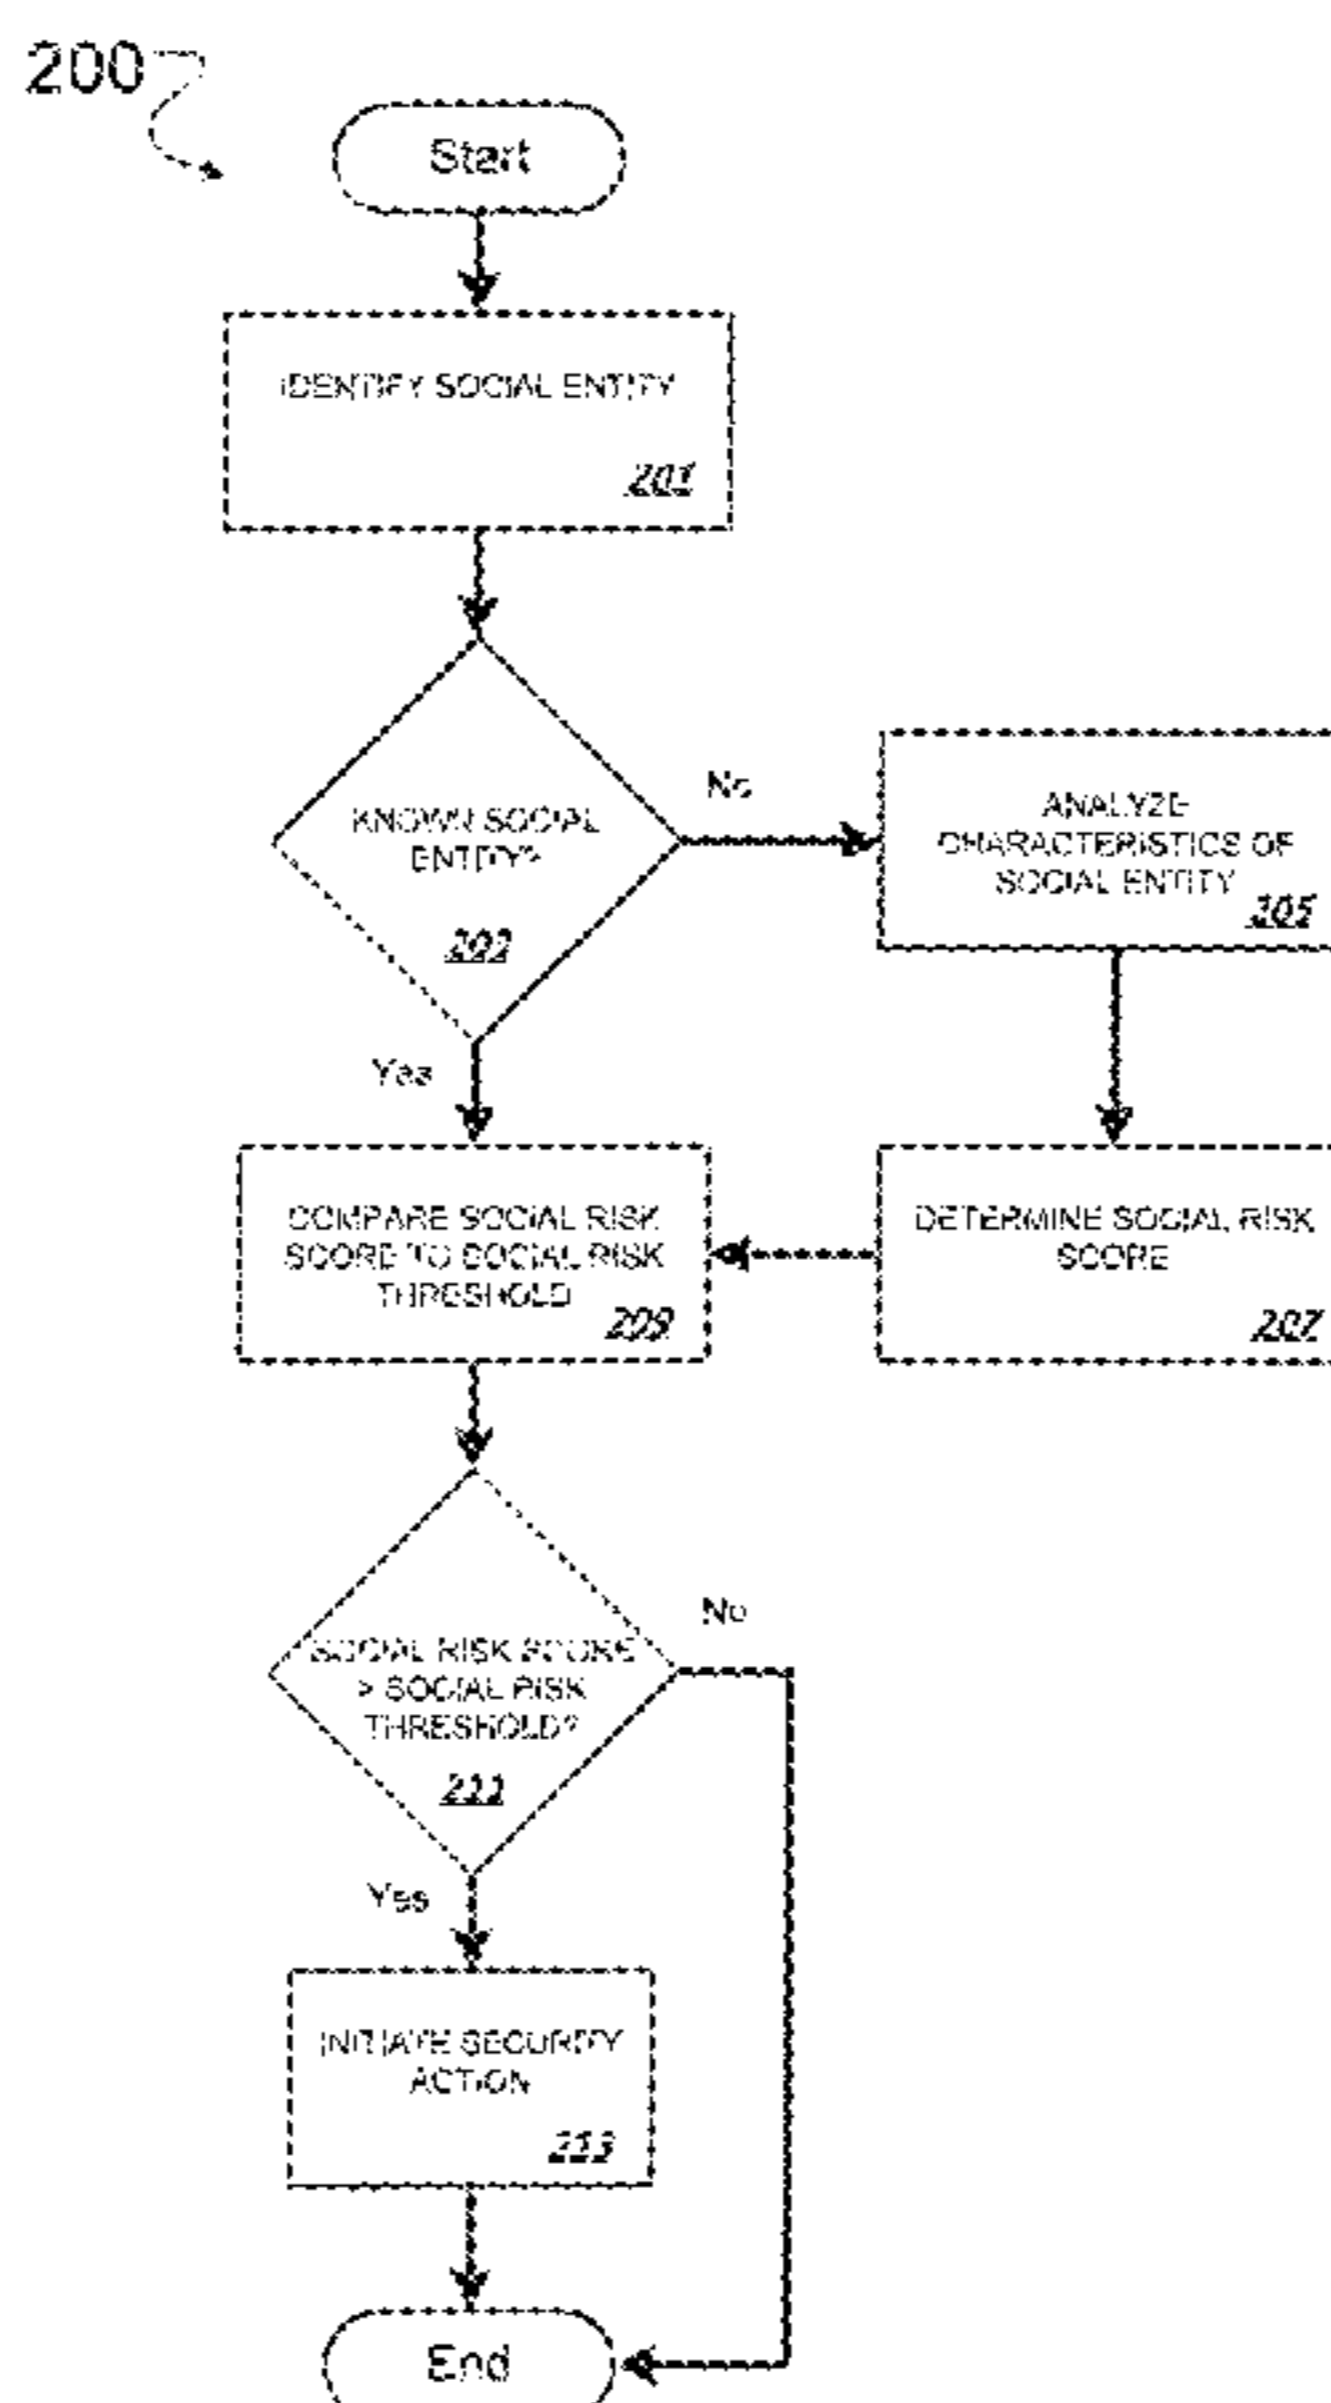 200
Start
IDENTIFY SOCIAL ENTITY
201
KNOWN SOCIAL
ENTITY?
No
ANALYZE
CHARACTERISTICS OF
SOCIAL ENTITY
205
Yes
COMPARE SOCIAL RISK
SCORE TO SOCIAL RISK
THRESHOLD
209
DETERMINE SOCIAL RISK
SCORE
207
No
SOCIAL RISK SCORE
> SOCIAL RISK
THRESHOLD?
211
Yes
INITIATE SECURITY
ACTION
213
End